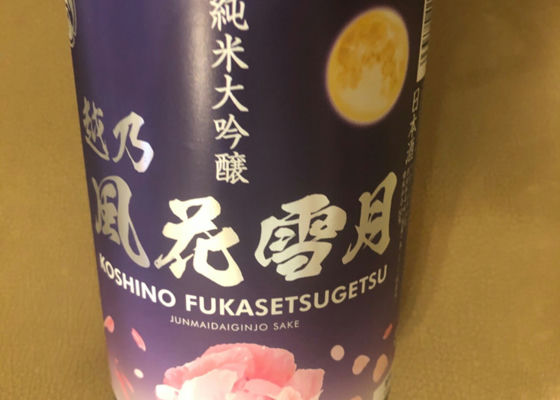 純米大吟醸
日本酒
越乃
風花雪月
KOSHINO FUKASETSUGETSU
JUNMAIDAIGINJO SAKE